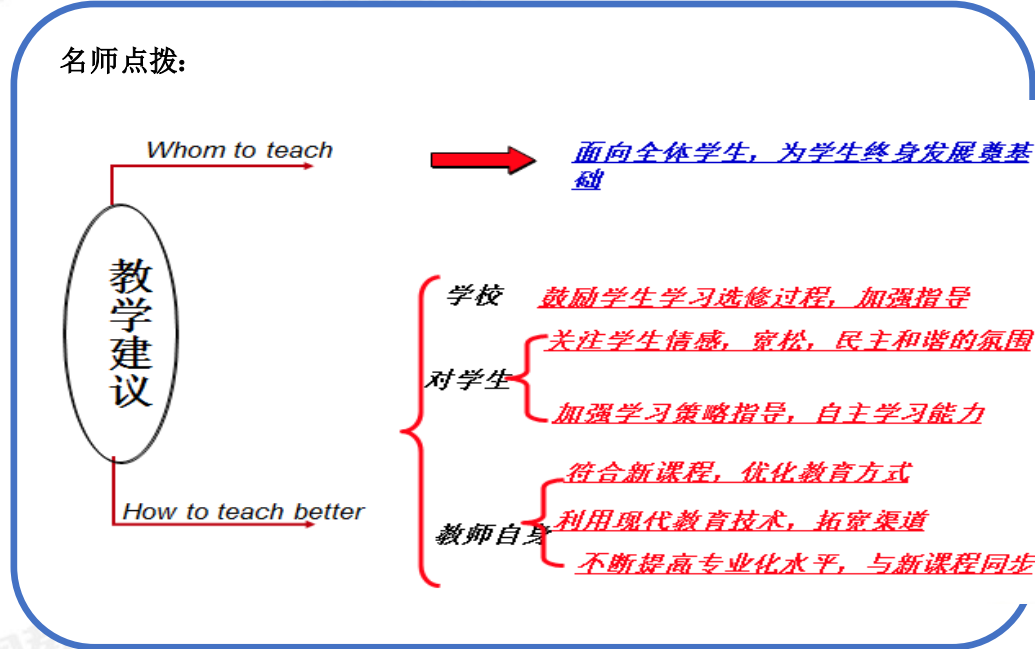 名师点拨:
Whom to teach
面向全体学生，为学生终身发展奠基
础
教学建议
学校
鼓励学生学习选修过程，加强指导
对学生
关注学生情感，宽松，民主和谐的氛围
加强学习策略指导，自主学习能力
How to teach better
教师自身
符合新课程，优化教育方式
利用现代教育技术，拓宽渠道
不断提高专业化水平，与新课程同步